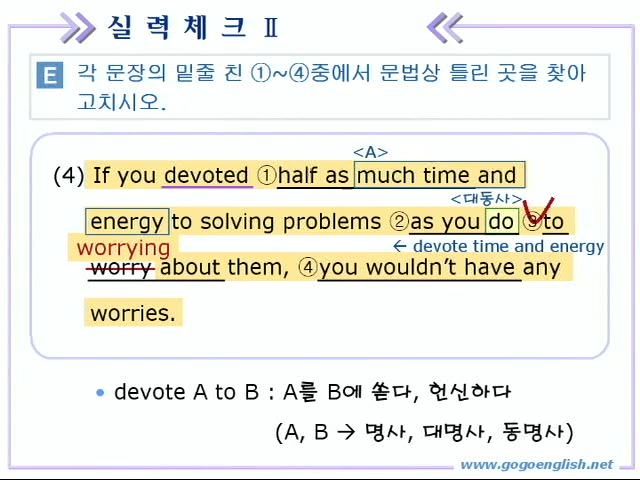 실 력 체 크 Ⅱ
E 각 문장의 밑줄 친 ①~④중에서 문법상 틀린 곳을 찾아
고치시오.
<A>
(4) If you devoted ①half as much time and
<대동사>
energy to solving problems ②as you do ③to
worrying ← devote time and energy
worry about them, ④you wouldn't have any
worries.
• devote A to B : A를 B에 쏟다, 헌신하다
(A, B → 명사, 대명사, 동명사)
www.gogoenglish.net